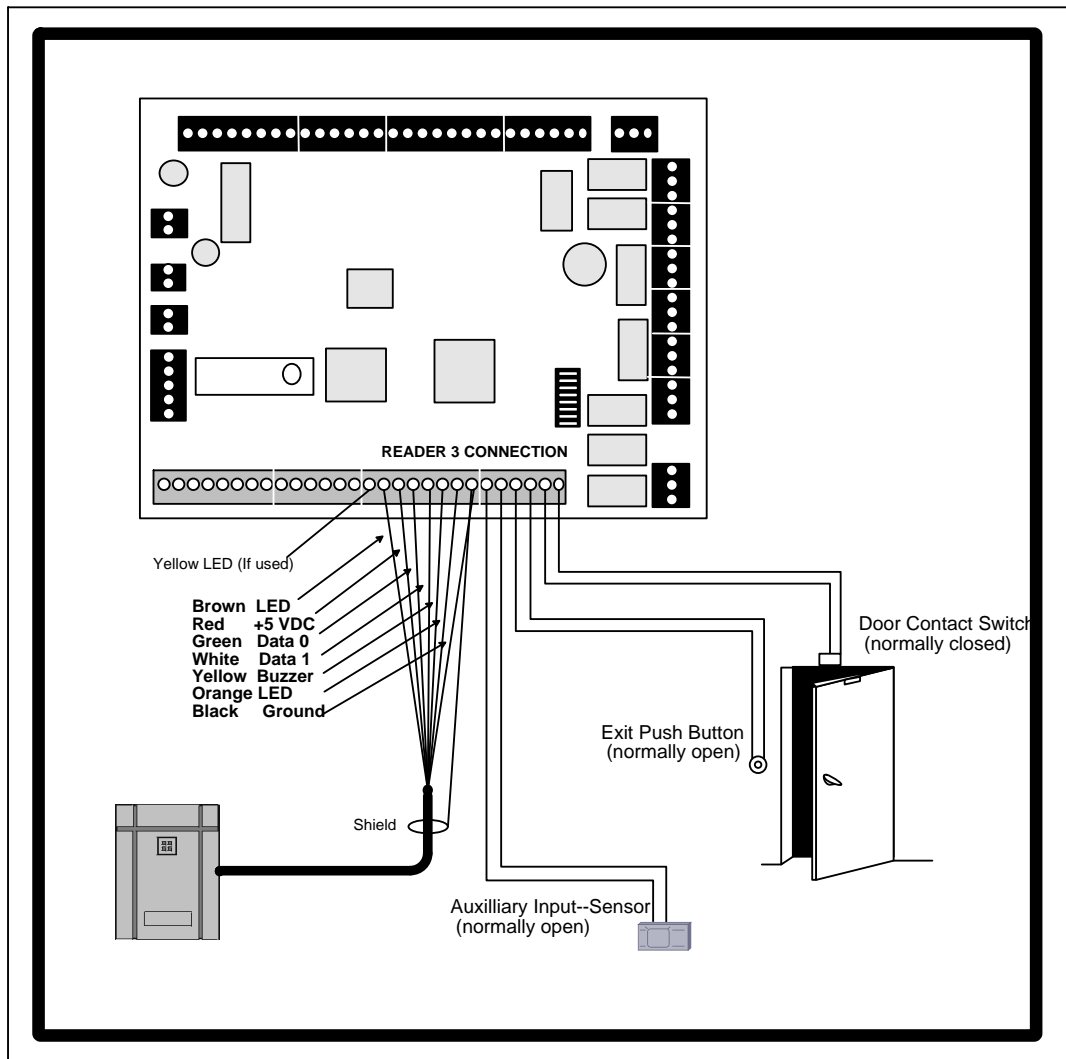 READER 3 CONNECTION
Yellow LED (If used)
Brown LED
Red +5 VDC
Green Data 0
White Data 1
Yellow Buzzer
Orange LED
Black Ground
Door Contact Switch
(normally closed)
Exit Push Button
(normally open)
Shield
Auxilliary Input--Sensor
(normally open)